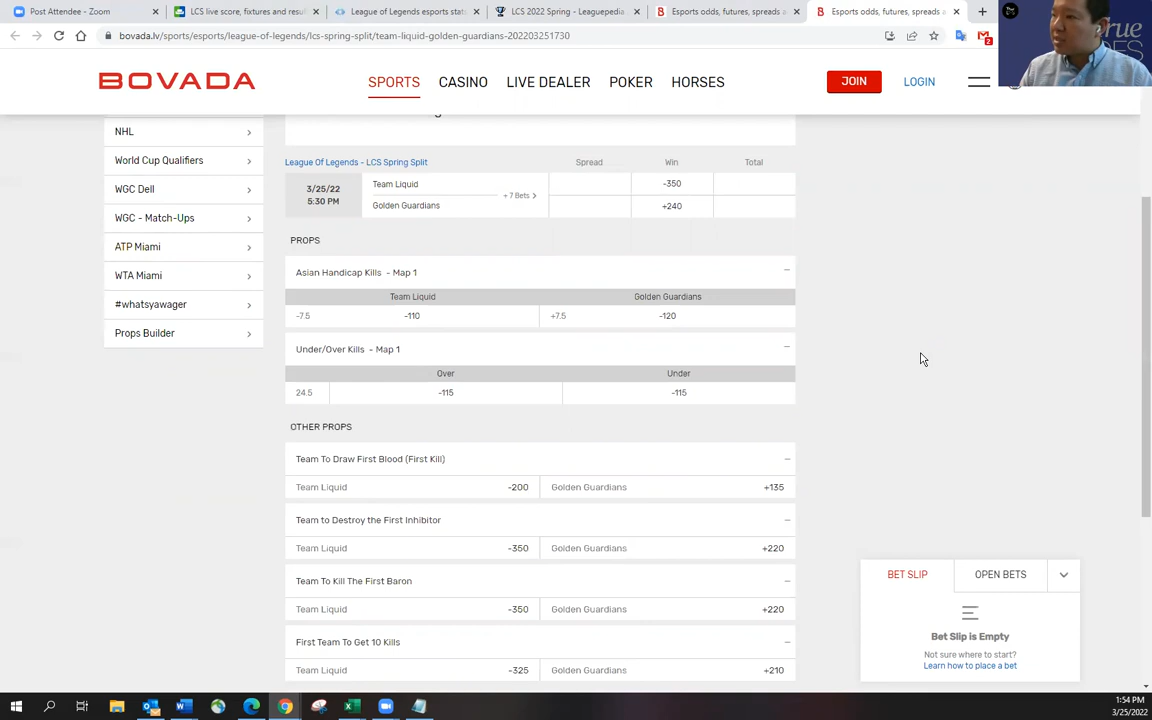 Post Attendee - Zoom
LCS live score, fixtures and resul
League of Legends esports stats
LCS 2022 Spring - Leaguepedia
Esports odds, futures, spreads a
Esports odds, futures, spreads a
bovada.lv/sports/esports/league-of-legends/lcs-spring-split/team-liquid-golden-guardians-202203251730
2
BOVADA
SPORTS CASINO LIVE DEALER POKER HORSES
JOIN LOGIN
NHL
World Cup Qualifiers
WGC Dell
WGC - Match-Ups
ATP Miami
WTA Miami
#whatsyawager
Props Builder
League Of Legends - LCS Spring Split Spread Win Total
3/25/22
5:30 PM
Team Liquid -350
+ 7 Bets
Golden Guardians +240
PROPS
Asian Handicap Kills - Map 1
Team Liquid Golden Guardians
-7.5 -110 +7.5 -120
Under/Over Kills - Map 1
Over Under
24.5 -115 -115
OTHER PROPS
Team To Draw First Blood (First Kill)
Team Liquid -200 Golden Guardians +135
Team to Destroy the First Inhibitor
Team Liquid -350 Golden Guardians +220
Team To Kill The First Baron
Team Liquid -350 Golden Guardians +220
First Team To Get 10 Kills
Team Liquid -325 Golden Guardians +210
BET SLIP OPEN BETS
Bet Slip is Empty
Not sure where to start?
Learn how to place a bet
1:54 PM
3/25/2022